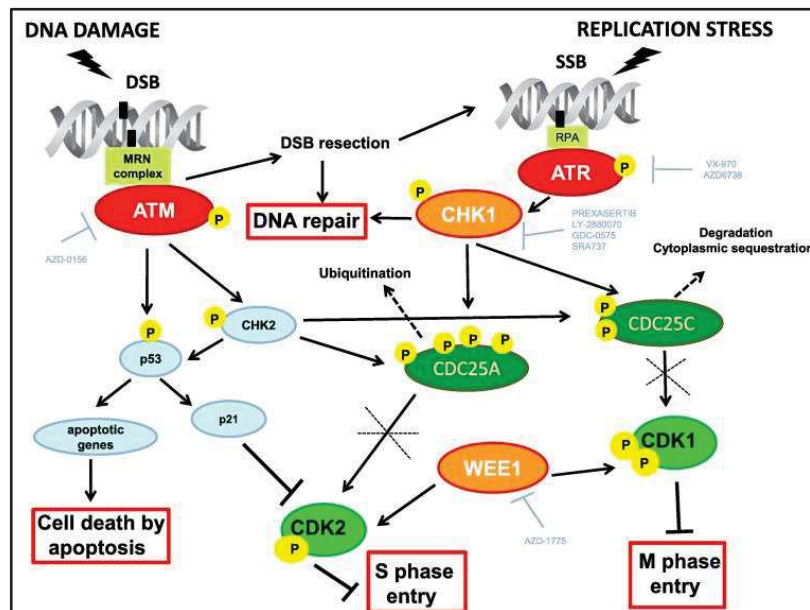 DNA DAMAGE
REPLICATION STRESS
DSB
SSB
MRN
complex
ATM
P
DSB resection
RPA
ATR
P
VX-970
AZD6738
DNA repair
P
CHK1
PREXASERTIB
LY-2880070
GDC-0575
SRA737
AZD-0156
Degradation
Cytoplasmic sequestration
Ubiquitination
P
p53
P
CHK2
P
P
P
P
CDC25A
P
P
CDC25C
apoptotic
genes
p21
WEE1
P
P
CDK1
Cell death by
apoptosis
CDK2
P
AZD-1775
S phase
entry
M phase
entry